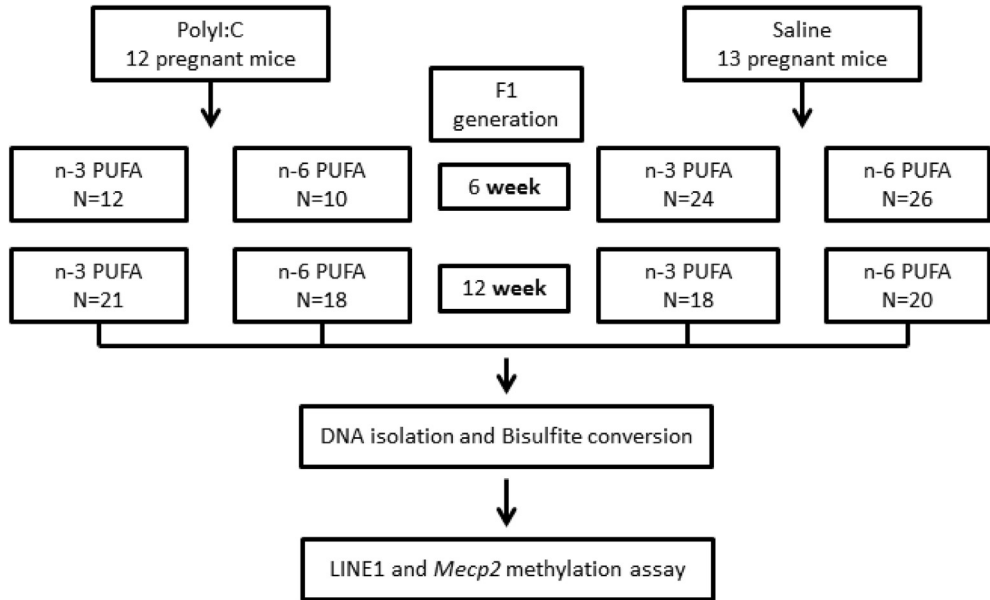 PolyI:C
12 pregnant mice
Saline
13 pregnant mice
F1
generation
n-3 PUFA
N=12
n-6 PUFA
N=10
6 week
n-3 PUFA
N=24
n-6 PUFA
N=26
n-3 PUFA
N=21
n-6 PUFA
N=18
12 week
n-3 PUFA
N=18
n-6 PUFA
N=20
DNA isolation and Bisulfite conversion
LINE1 and Mecp2 methylation assay